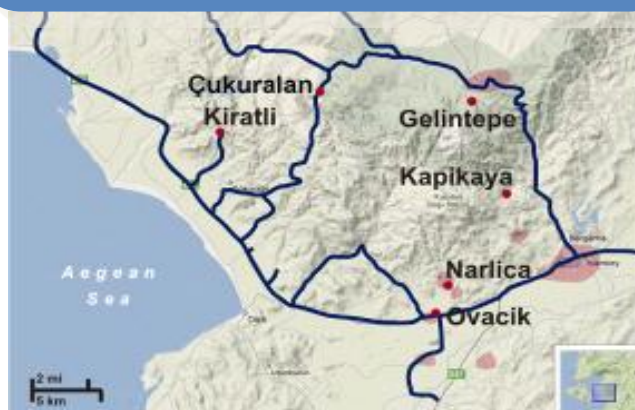 Çukuralan
Kiratli
Gelintepe
Kapikaya
Aegean
Sea
Narlica
Ovacik
2 mi
5 km